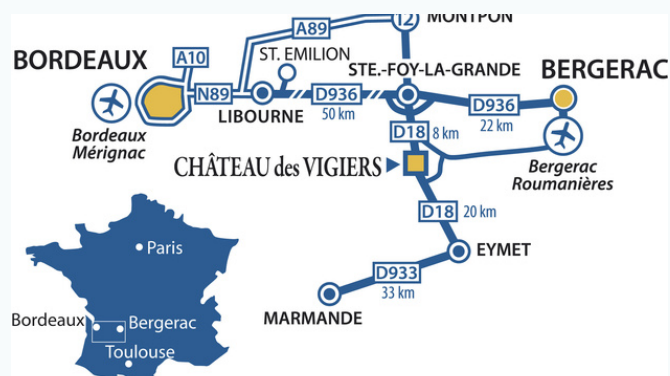 12
MONTPON
A89
BORDEAUX
A10
ST. EMILION
STE.-FOY-LA-GRANDE
BERGERAC
N89
D936
50 km
D936
22 km
LIBOURNE
Bordeaux
Mérignac
D18
8 km
CHÂTEAU des VIGIERS
Bergerac
Roumanières
D18
20 km
EYMET
D933
33 km
MARMANDE
Paris
Bordeaux
Bergerac
Toulouse